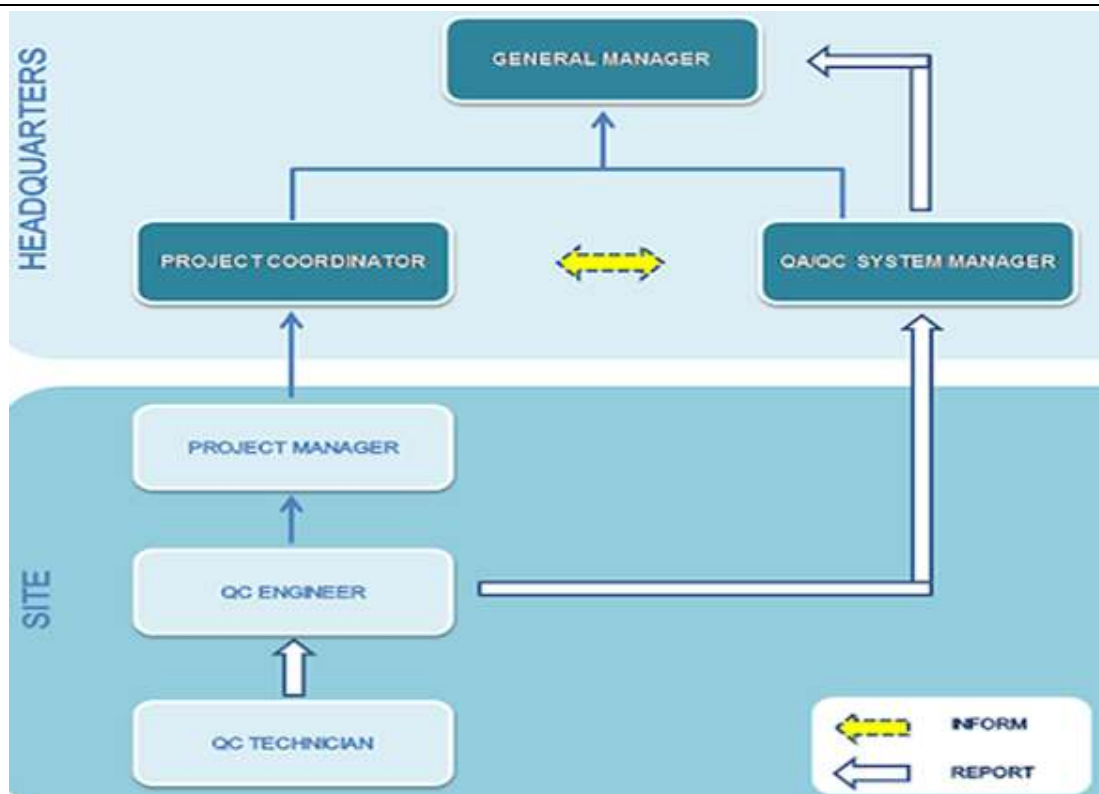 HEADQUARTERS
GENERAL MANAGER
PROJECT COORDINATOR
QA/QC SYSTEM MANAGER
SITE
PROJECT MANAGER
QC ENGINEER
QC TECHNICIAN
INFORM
REPORT